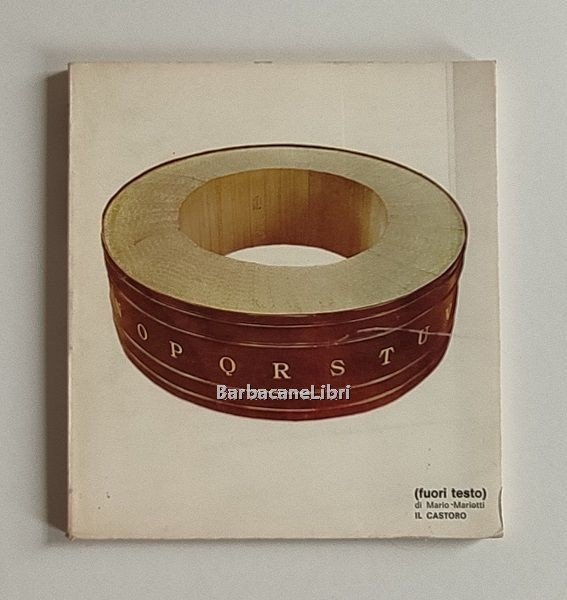 N O P Q R S T U V
BarbacaneLibri
(fuori testo)
di Mario Mariotti
IL CASTORO